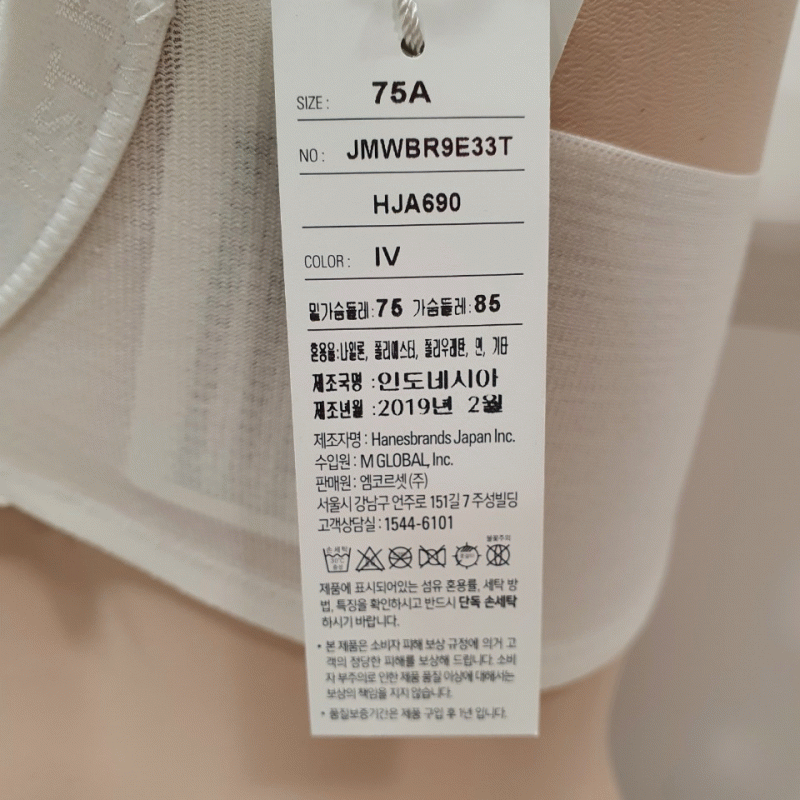 SIZE : 75A
NO : JMWBR9E33T
HJA690
COLOR : IV
밑가슴둘레:75 가슴둘레:85
혼용율:나일론, 폴리에스터, 폴리우레탄, 면, 기타
제조국명 :인도네시아
제조년월 :2019년 2월
제조자명 : Hanesbrands Japan Inc.
수입원 : M GLOBAL, Inc.
판매원 : 엠코르셋(주)
서울시 강남구 언주로 151길 7 주성빌딩
고객상담실 : 1544-6101
손세탁
불꽃주의
제품에 표시되어있는 섬유 혼용률, 세탁 방
법, 특징을 확인하시고 반드시 단독 손세탁
하시기 바랍니다.
• 본 제품은 소비자 피해 보상 규정에 의거 고
객의 정당한 피해를 보상해 드립니다. 소비
자 부주의로 인한 제품 품질 이상에 대해서는
보상의 책임을 지지 않습니다.
• 품질보증기간은 제품 구입 후 1년 입니다.